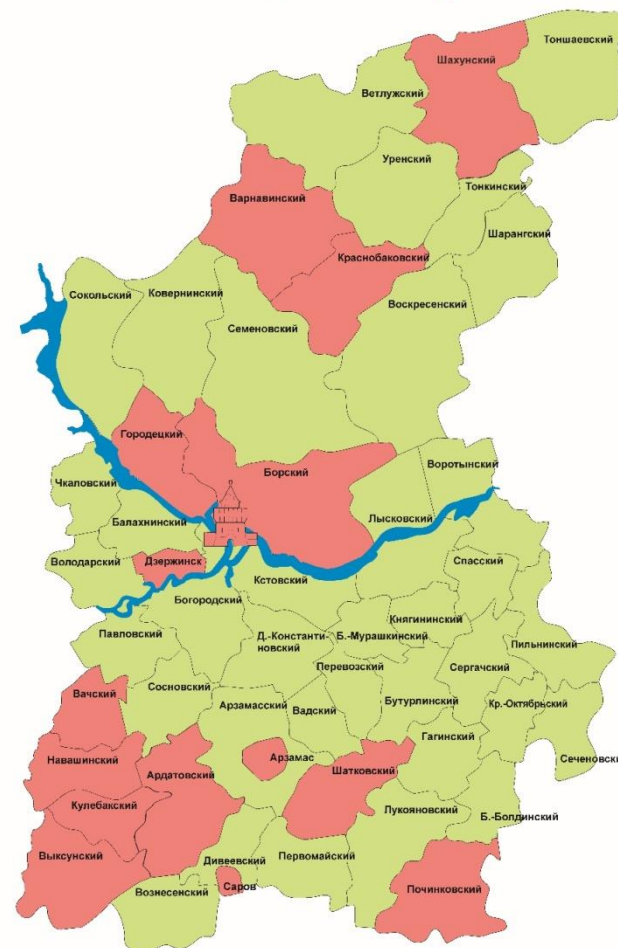 Тоншаевский
Шахунский
Ветлужский
Уренский
Тонкинский
Варнавинский
Шарангский
Краснобаковский
Сокольский
Ковернинский
Воскресенский
Семеновский
Городецкий
Борский
Воротынский
Чкаловский
Балахнинский
Лысковский
Володарский
Дзержинск
Спасский
Кстовский
Богородский
Княгининский
Павловский
Д.-Константи-
новский
Б.-Мурашкинский
Пильнинский
Перевозский
Сергачский
Сосновский
Вачский
Арзамасский
Вадский
Бутурлинский
Кр.-Октябрьский
Гагинский
Навашинский
Ардатовский
Арзамас
Шатковский
Сеченовски
Кулебакский
Лукояновский
Б.-Болдинский
Выксунский
Дивеевский
Первомайский
Саров
Вознесенский
Починковский